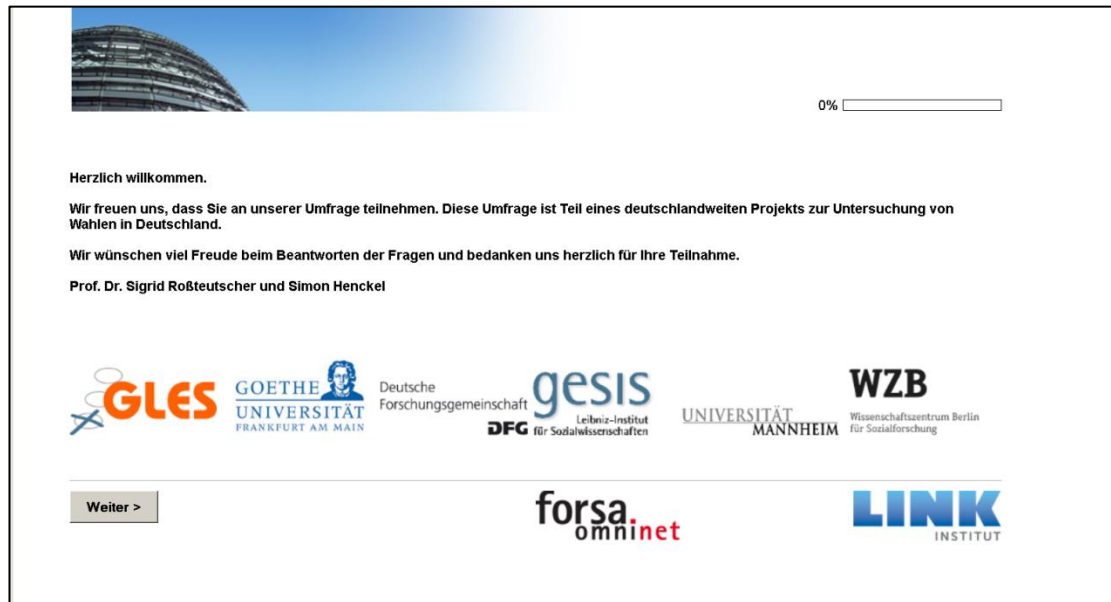 0%
Herzlich willkommen.
Wir freuen uns, dass Sie an unserer Umfrage teilnehmen. Diese Umfrage ist Teil eines deutschlandweiten Projekts zur Untersuchung von
Wahlen in Deutschland.
Wir wünschen viel Freude beim Beantworten der Fragen und bedanken uns herzlich für Ihre Teilnahme.
Prof. Dr. Sigrid Roßteutscher und Simon Henckel
GLES
GOETHE
UNIVERSITÄT
FRANKFURT AM MAIN
Deutsche
Forschungsgemeinschaft
DFG
gesis
Leibniz-Institut
für Sozialwissenschaften
UNIVERSITÄT
MANNHEIM
WZB
Wissenschaftszentrum Berlin
für Sozialforschung
Weiter >
forsa.
omninet
LINK
INSTITUT